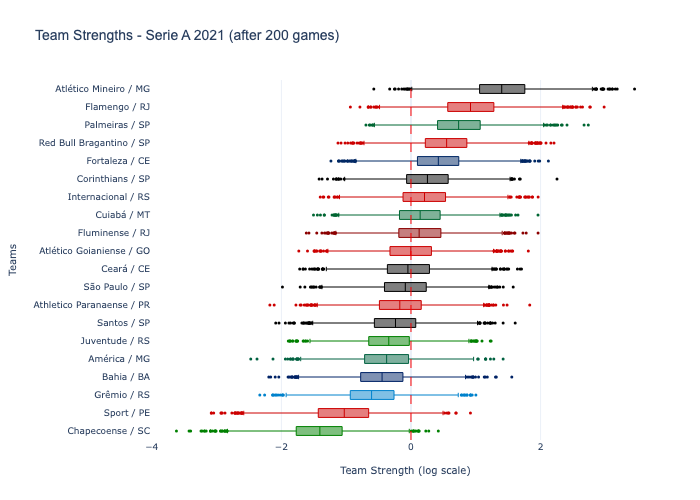 Team Strengths - Serie A 2021 (after 200 games)
Atlético Mineiro / MG
Flamengo / RJ
Palmeiras / SP
Red Bull Bragantino / SP
Fortaleza / CE
Corinthians / SP
Internacional / RS
Cuiabá / MT
Fluminense / RJ
Atlético Goianiense / GO
Ceará / CE
São Paulo / SP
Athletico Paranaense / PR
Santos / SP
Juventude / RS
América / MG
Bahia / BA
Grêmio / RS
Sport / PE
Chapecoense / SC
Teams
−4 −2 0 2
Team Strength (log scale)